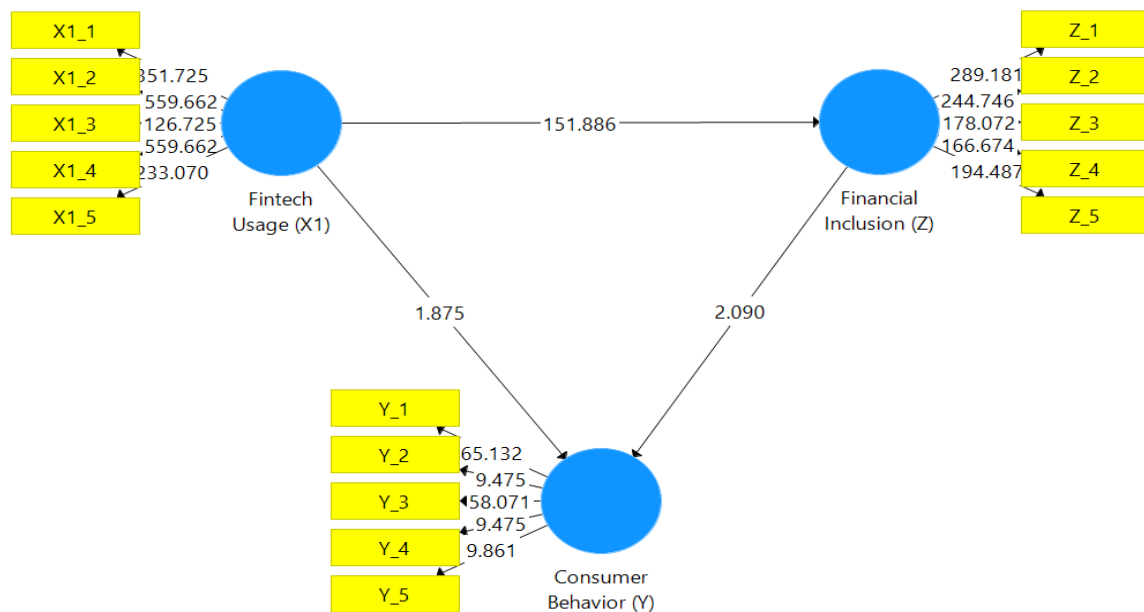 X1_1
X1_2
X1_3
X1_4
X1_5
351.725
559.662
126.725
559.662
233.070
Fintech
Usage (X1)
151.886
Z_1
Z_2
Z_3
Z_4
Z_5
289.181
244.746
178.072
166.674
194.487
Financial
Inclusion (Z)
1.875
2.090
Y_1
Y_2
Y_3
Y_4
Y_5
65.132
9.475
58.071
9.475
9.861
Consumer
Behavior (Y)